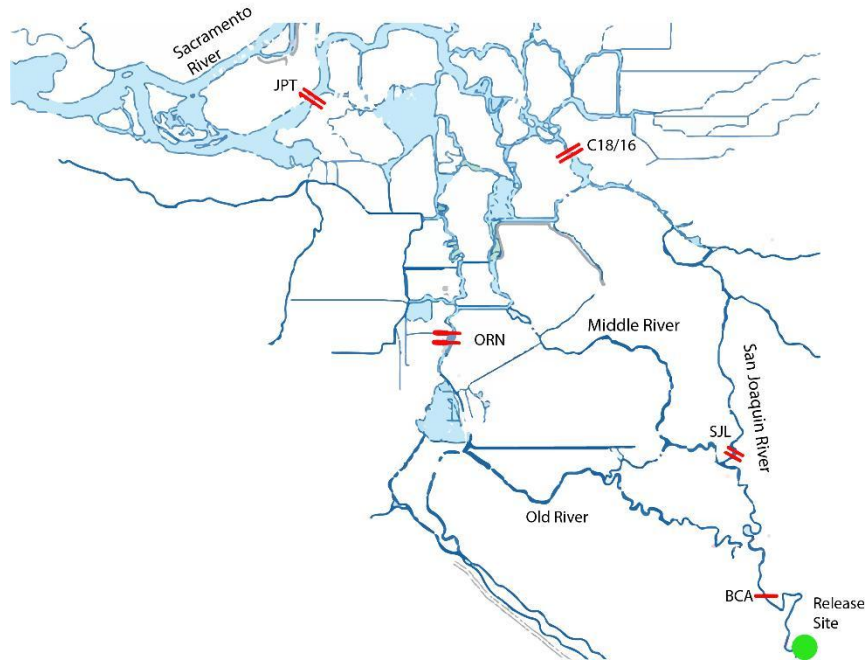 Sacramento
River
JPT
C18/16
ORN
Middle River
San Joaquin River
SJL
Old River
BCA
Release
Site